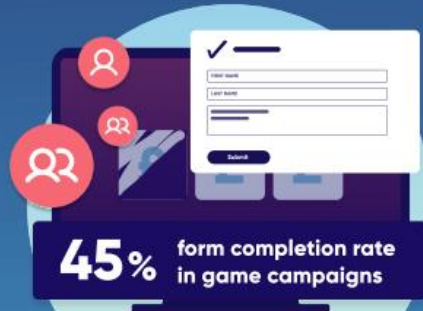 FIRST NAME
LAST NAME
Submit
45% form completion rate
in game campaigns